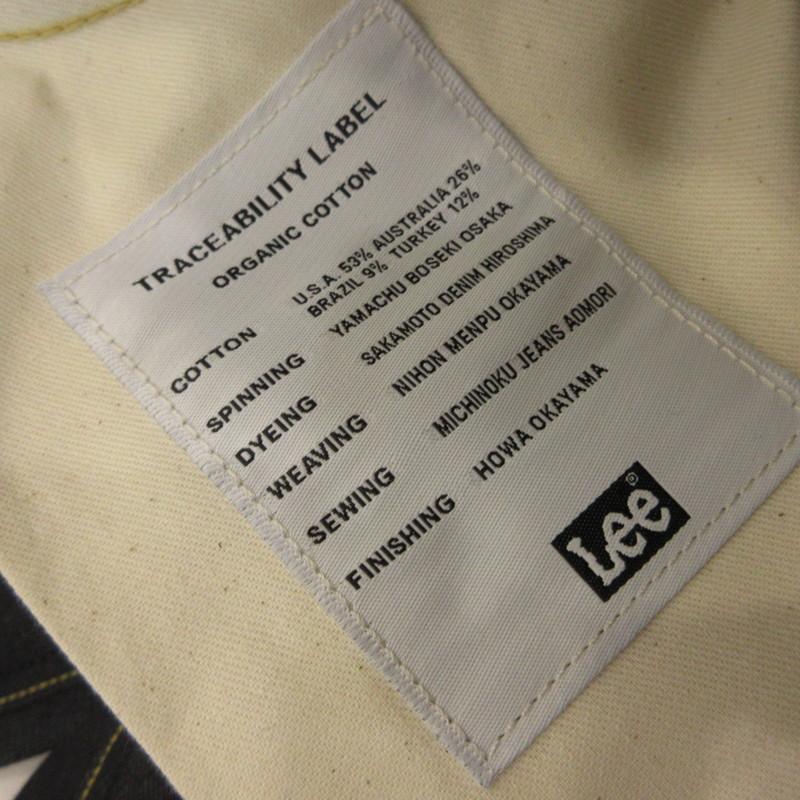 TRACEABILITY LABEL
ORGANIC COTTON
COTTON U.S.A. 53% AUSTRALIA 26%
BRAZIL 9% TURKEY 12%
SPINNING YAMACHU BOSEKI OSAKA
DYEING SAKAMOTO DENIM HIROSHIMA
WEAVING NIHON MENPU OKAYAMA
SEWING MICHINOKU JEANS AOMORI
FINISHING HOWA OKAYAMA
Lee®